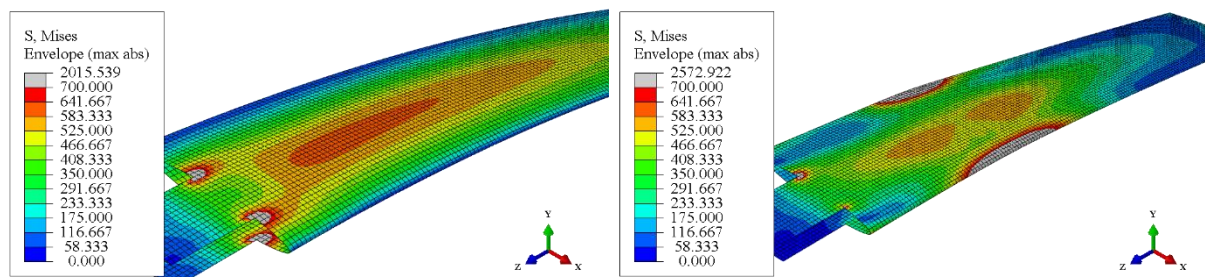 S, Mises
Envelope (max abs)
2015.539
700.000
641.667
583.333
525.000
466.667
408.333
350.000
291.667
233.333
175.000
116.667
58.333
0.000
Y
Z
X
S, Mises
Envelope (max abs)
2572.922
700.000
641.667
583.333
525.000
466.667
408.333
350.000
291.667
233.333
175.000
116.667
58.333
0.000
Y
Z
X